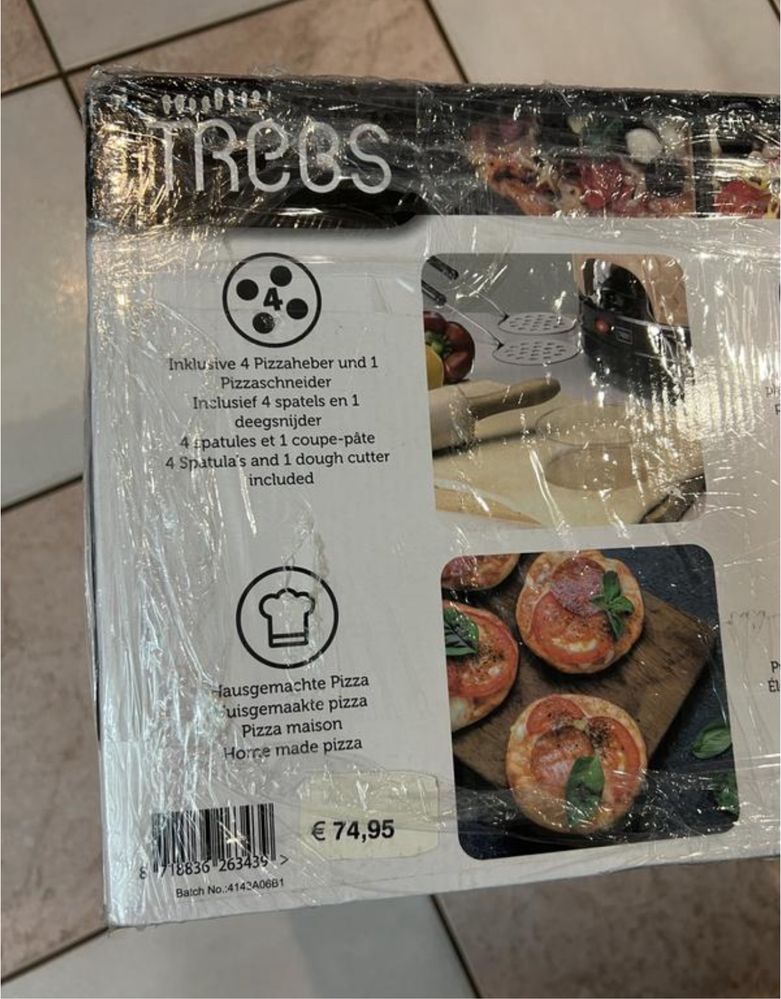 TREBS
4
Inklusive 4 Pizzaheber und 1
Pizzaschneider
Inclusief 4 spatels en 1
deegsnijder
4 spatules et 1 coupe-pâte
4 Spatula's and 1 dough cutter
included
Hausgemachte Pizza
Huisgemaakte pizza
Pizza maison
Home made pizza
€ 74,95
8 718836 263439 >
Batch No.:4143A06B1